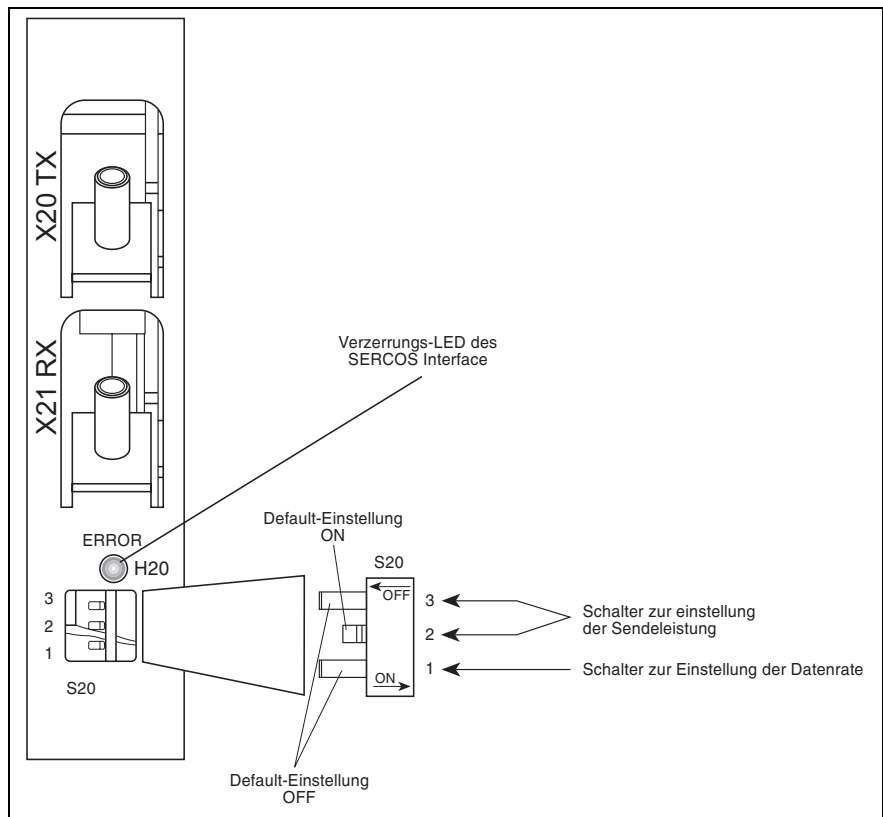 X20 TX
X21 RX
Verzerrungs-LED des
SERCOS Interface
ERROR
H20
3
2
1
S20
Default-Einstellung
ON
S20
OFF
ON
3
2
1
Schalter zur einstellung
der Sendeleistung
Schalter zur Einstellung der Datenrate
Default-Einstellung
OFF